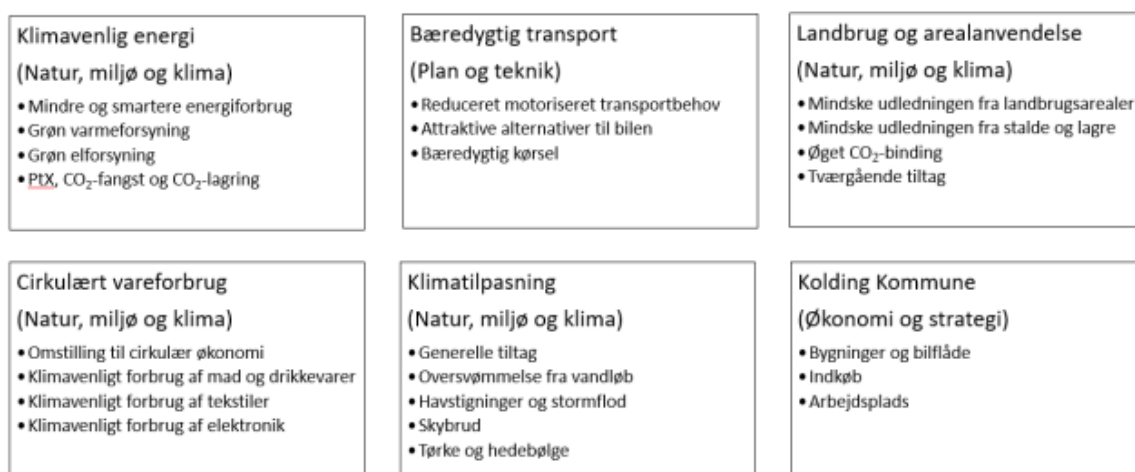 Klimavenlig energi
(Natur, miljø og klima)
• Mindre og smartere energiforbrug
• Grøn varmeforsyning
• Grøn elforsyning
• PtX, CO₂-fangst og CO₂-lagring
Bæredygtig transport
(Plan og teknik)
• Reduceret motoriseret transportbehov
• Attraktive alternativer til bilen
• Bæredygtig kørsel
Landbrug og arealanvendelse
(Natur, miljø og klima)
• Mindske udledningen fra landbrugsarealer
• Mindske udledningen fra stalde og lagre
• Øget CO₂-binding
• Tværgående tiltag
Cirkulært vareforbrug
(Natur, miljø og klima)
• Omstilling til cirkulær økonomi
• Klimavenligt forbrug af mad og drikkevarer
• Klimavenligt forbrug af tekstiler
• Klimavenligt forbrug af elektronik
Klimatilpasning
(Natur, miljø og klima)
• Generelle tiltag
• Oversvømmelse fra vandløb
• Havstigninger og stormflod
• Skybrud
• Tørke og hedebølge
Kolding Kommune
(Økonomi og strategi)
• Bygninger og bilflåde
• Indkøb
• Arbejdsplads